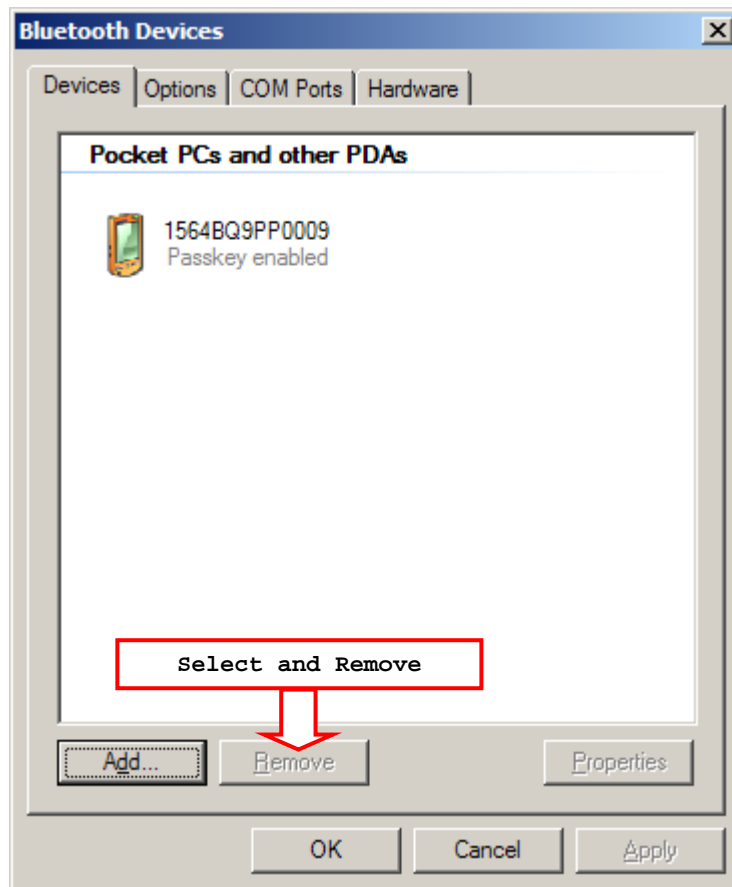 Bluetooth Devices
Devices Options COM Ports Hardware
Pocket PCs and other PDAs
1564BQ9PP0009
Passkey enabled
Select and Remove
Add... Remove Properties
OK Cancel Apply